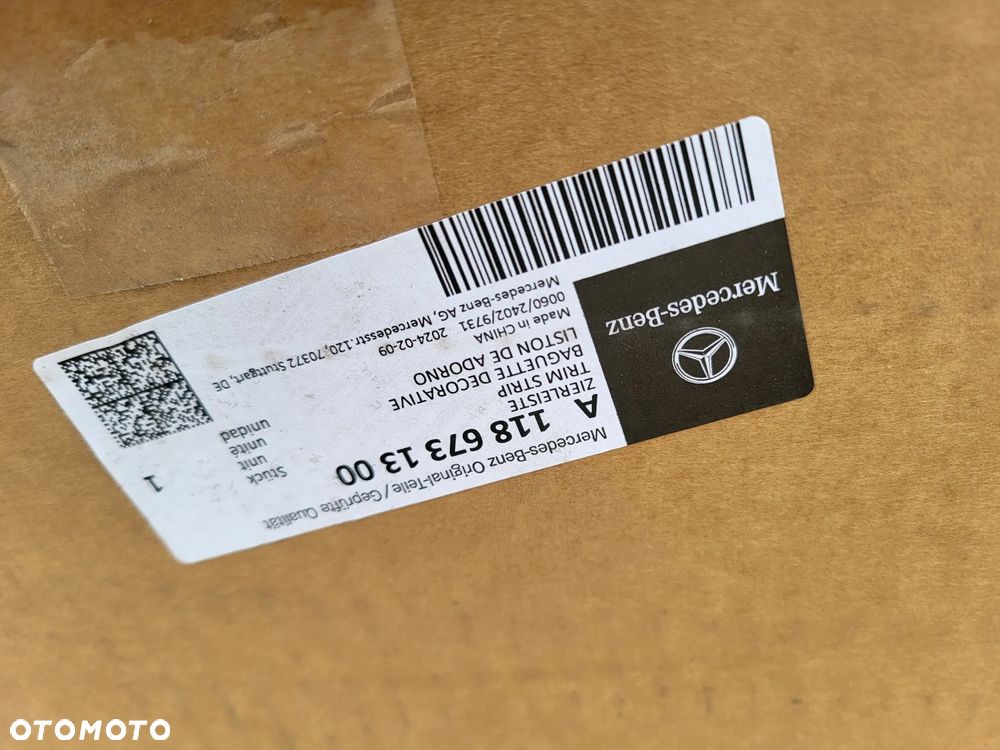 Mercedes-Benz
Mercedes-Benz Original-Teile / Geprüfte Qualität
A 118 673 13 00
ZIERLEISTE
TRIM STRIP
BAGUETTE DECORATIVE
LISTON DE ADORNO
Made in CHINA
0060/2402/9731 2024-02-09
Mercedes-Benz AG, Mercedesstr.120, 70372 Stuttgart, DE
Stück
unit
unité
unidad
1
OTOMOTO